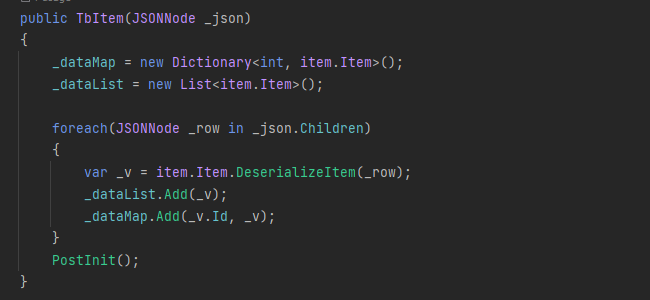 public TbItem(JSONNode _json)
{
_dataMap = new Dictionary<int, item.Item>();
_dataList = new List<item.Item>();
foreach(JSONNode _row in _json.Children)
{
var _v = item.Item.DeserializeItem(_row);
_dataList.Add(_v);
_dataMap.Add(_v.Id, _v);
}
PostInit();
}